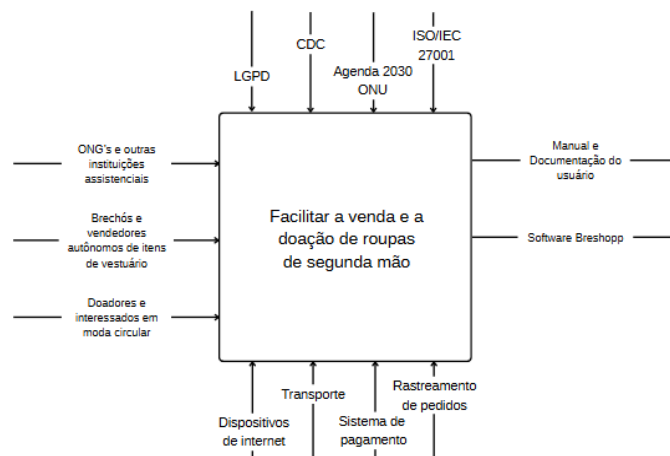 LGPD
CDC
Agenda 2030
ONU
ISO/IEC
27001
ONG's e outras
instituições
assistenciais
Brechós e
vendedores
autônomos de itens
de vestuário
Doadores e
interessados em
moda circular
Facilitar a venda e a
doação de roupas
de segunda mão
Manual e
Documentação do
usuário
Software Breshopp
Dispositivos
de internet
Transporte
Sistema de
pagamento
Rastreamento
de pedidos